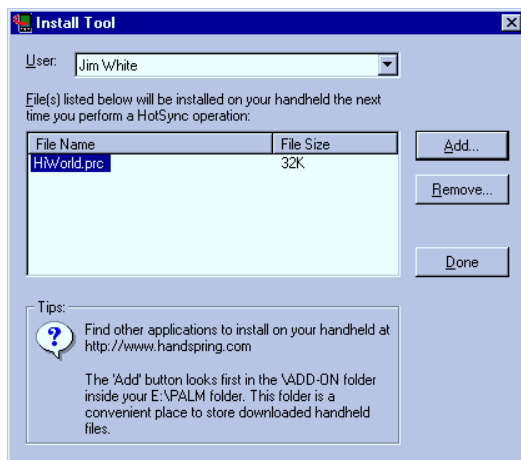 Install Tool
User: Jim White
File(s) listed below will be installed on your handheld the next
time you perform a HotSync operation:
File Name File Size
HiWorld.prc 32K
Add...
Remove...
Done
Tips:
Find other applications to install on your handheld at
http://www.handspring.com
The 'Add' button looks first in the \ADD-ON folder
inside your E:\PALM folder. This folder is a
convenient place to store downloaded handheld
files.